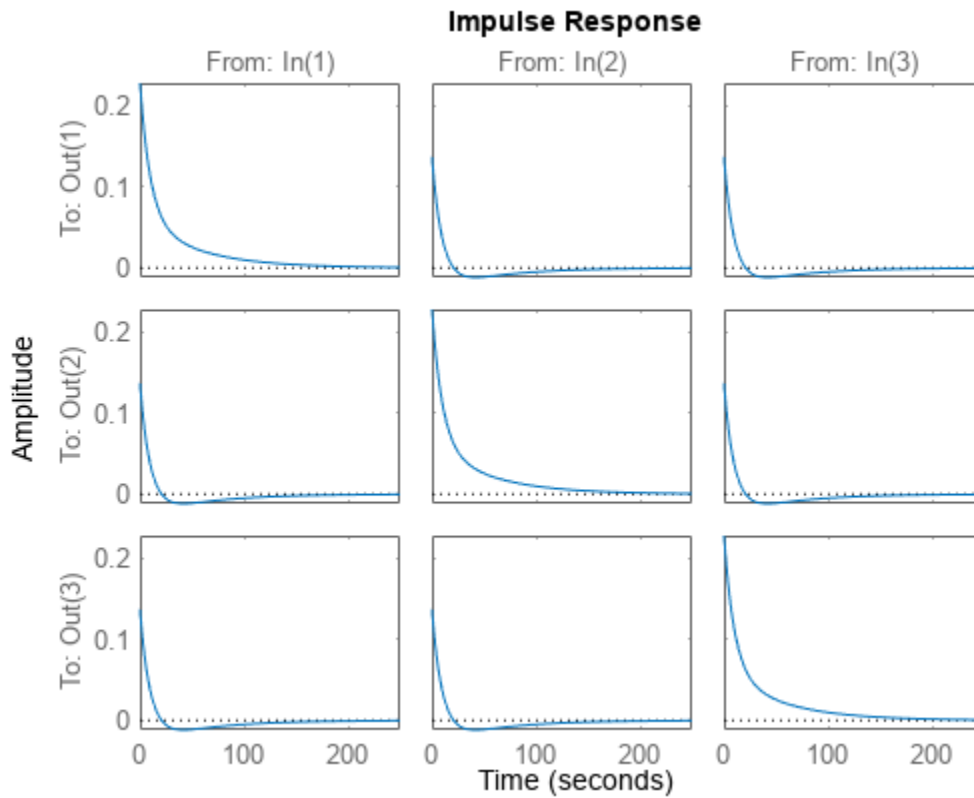 Impulse Response
From: In(1) From: In(2) From: In(3)
To: Out(1)
0.2
0.1
0
Amplitude
To: Out(2)
0.2
0.1
0
To: Out(3)
0.2
0.1
0
0 100 200 0 100 200 0 100 200
Time (seconds)